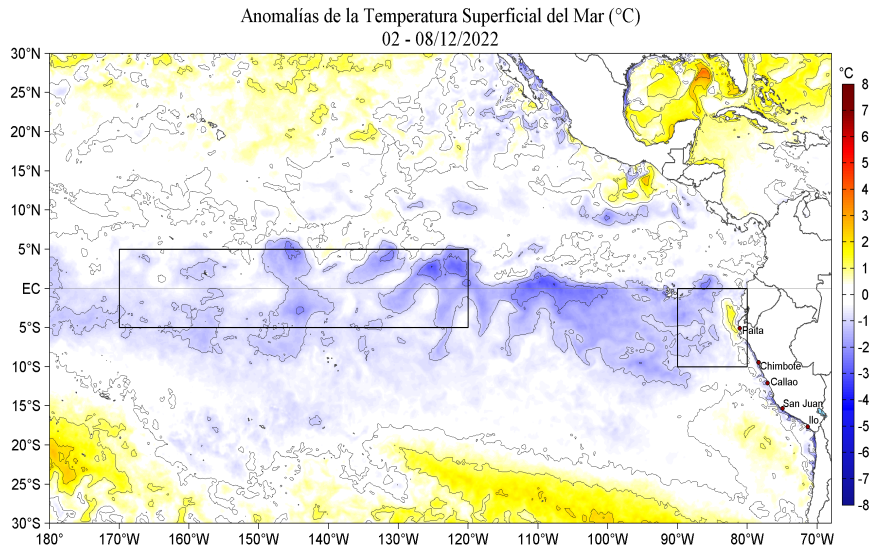 Anomalías de la Temperatura Superficial del Mar (°C)
02 - 08/12/2022
30°N
25°N
20°N
15°N
10°N
5°N
EC
5°S
10°S
15°S
20°S
25°S
30°S
180
170°W
160°W
150°W
140°W
130°W
120°W
110°W
100°W
90°W
80°W
70°W
Paita
Chimbote
Callao
San Juan
Ilo
°C
8
7
6
5
4
3
2
1
0
-1
-2
-3
-4
-5
-6
-7
-8